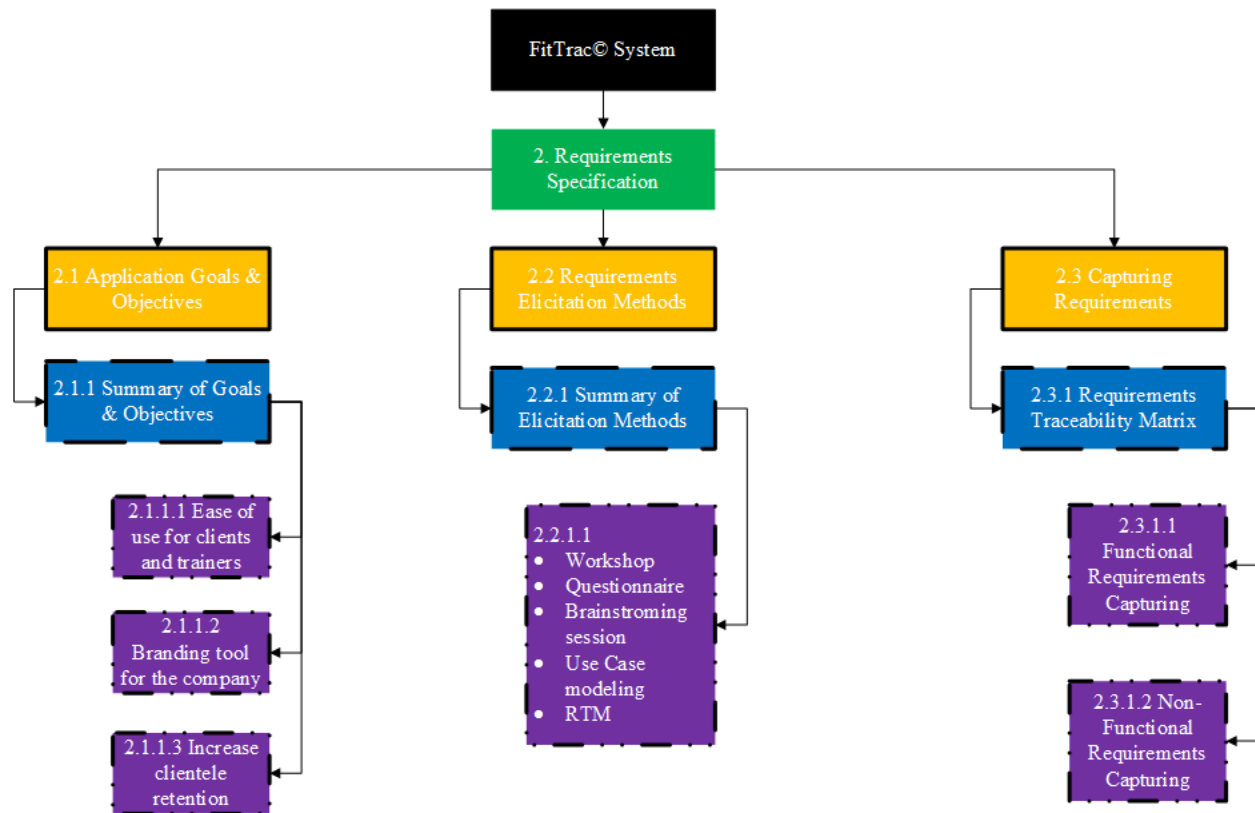 FitTrac© System
2. Requirements
Specification
2.1 Application Goals &
Objectives
2.2 Requirements
Elicitation Methods
2.3 Capturing
Requirements
2.1.1 Summary of Goals
& Objectives
2.2.1 Summary of
Elicitation Methods
2.3.1 Requirements
Traceability Matrix
2.1.1.1 Ease of
use for clients
and trainers
2.1.1.2
Branding tool
for the company
2.1.1.3 Increase
clientele
retention
2.2.1.1
• Workshop
• Questionnaire
• Brainstroming
session
• Use Case
modeling
• RTM
2.3.1.1
Functional
Requirements
Capturing
2.3.1.2 Non-
Functional
Requirements
Capturing